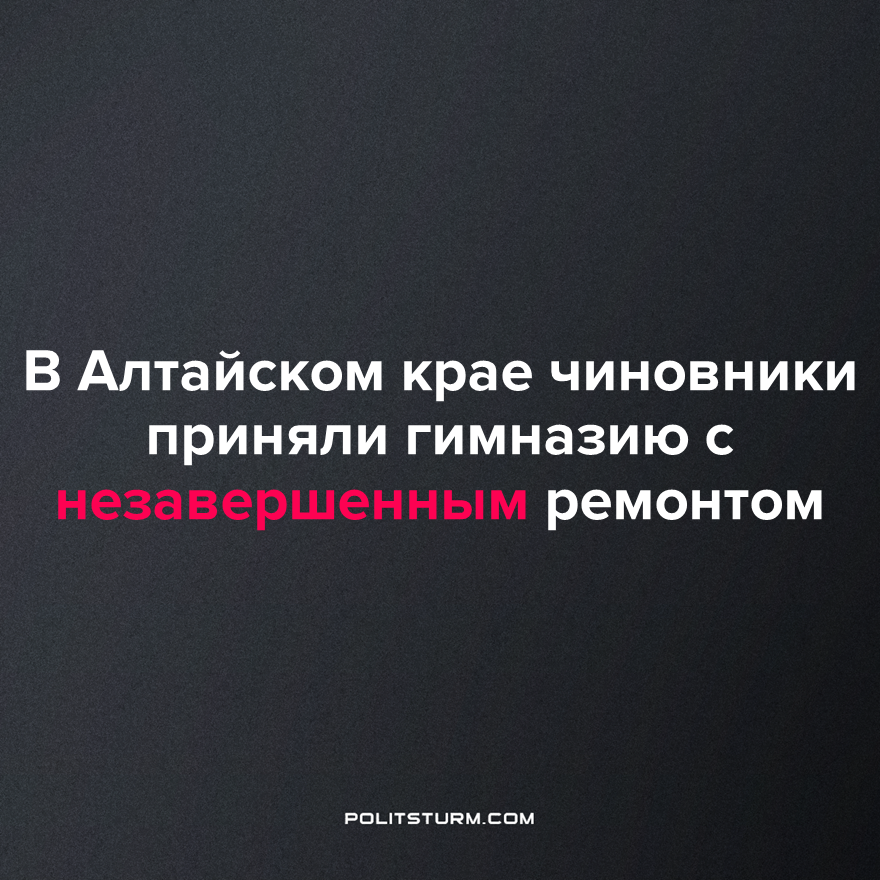 В Алтайском крае чиновники
приняли гимназию с
незавершенным ремонтом
POLITSTURM.COM